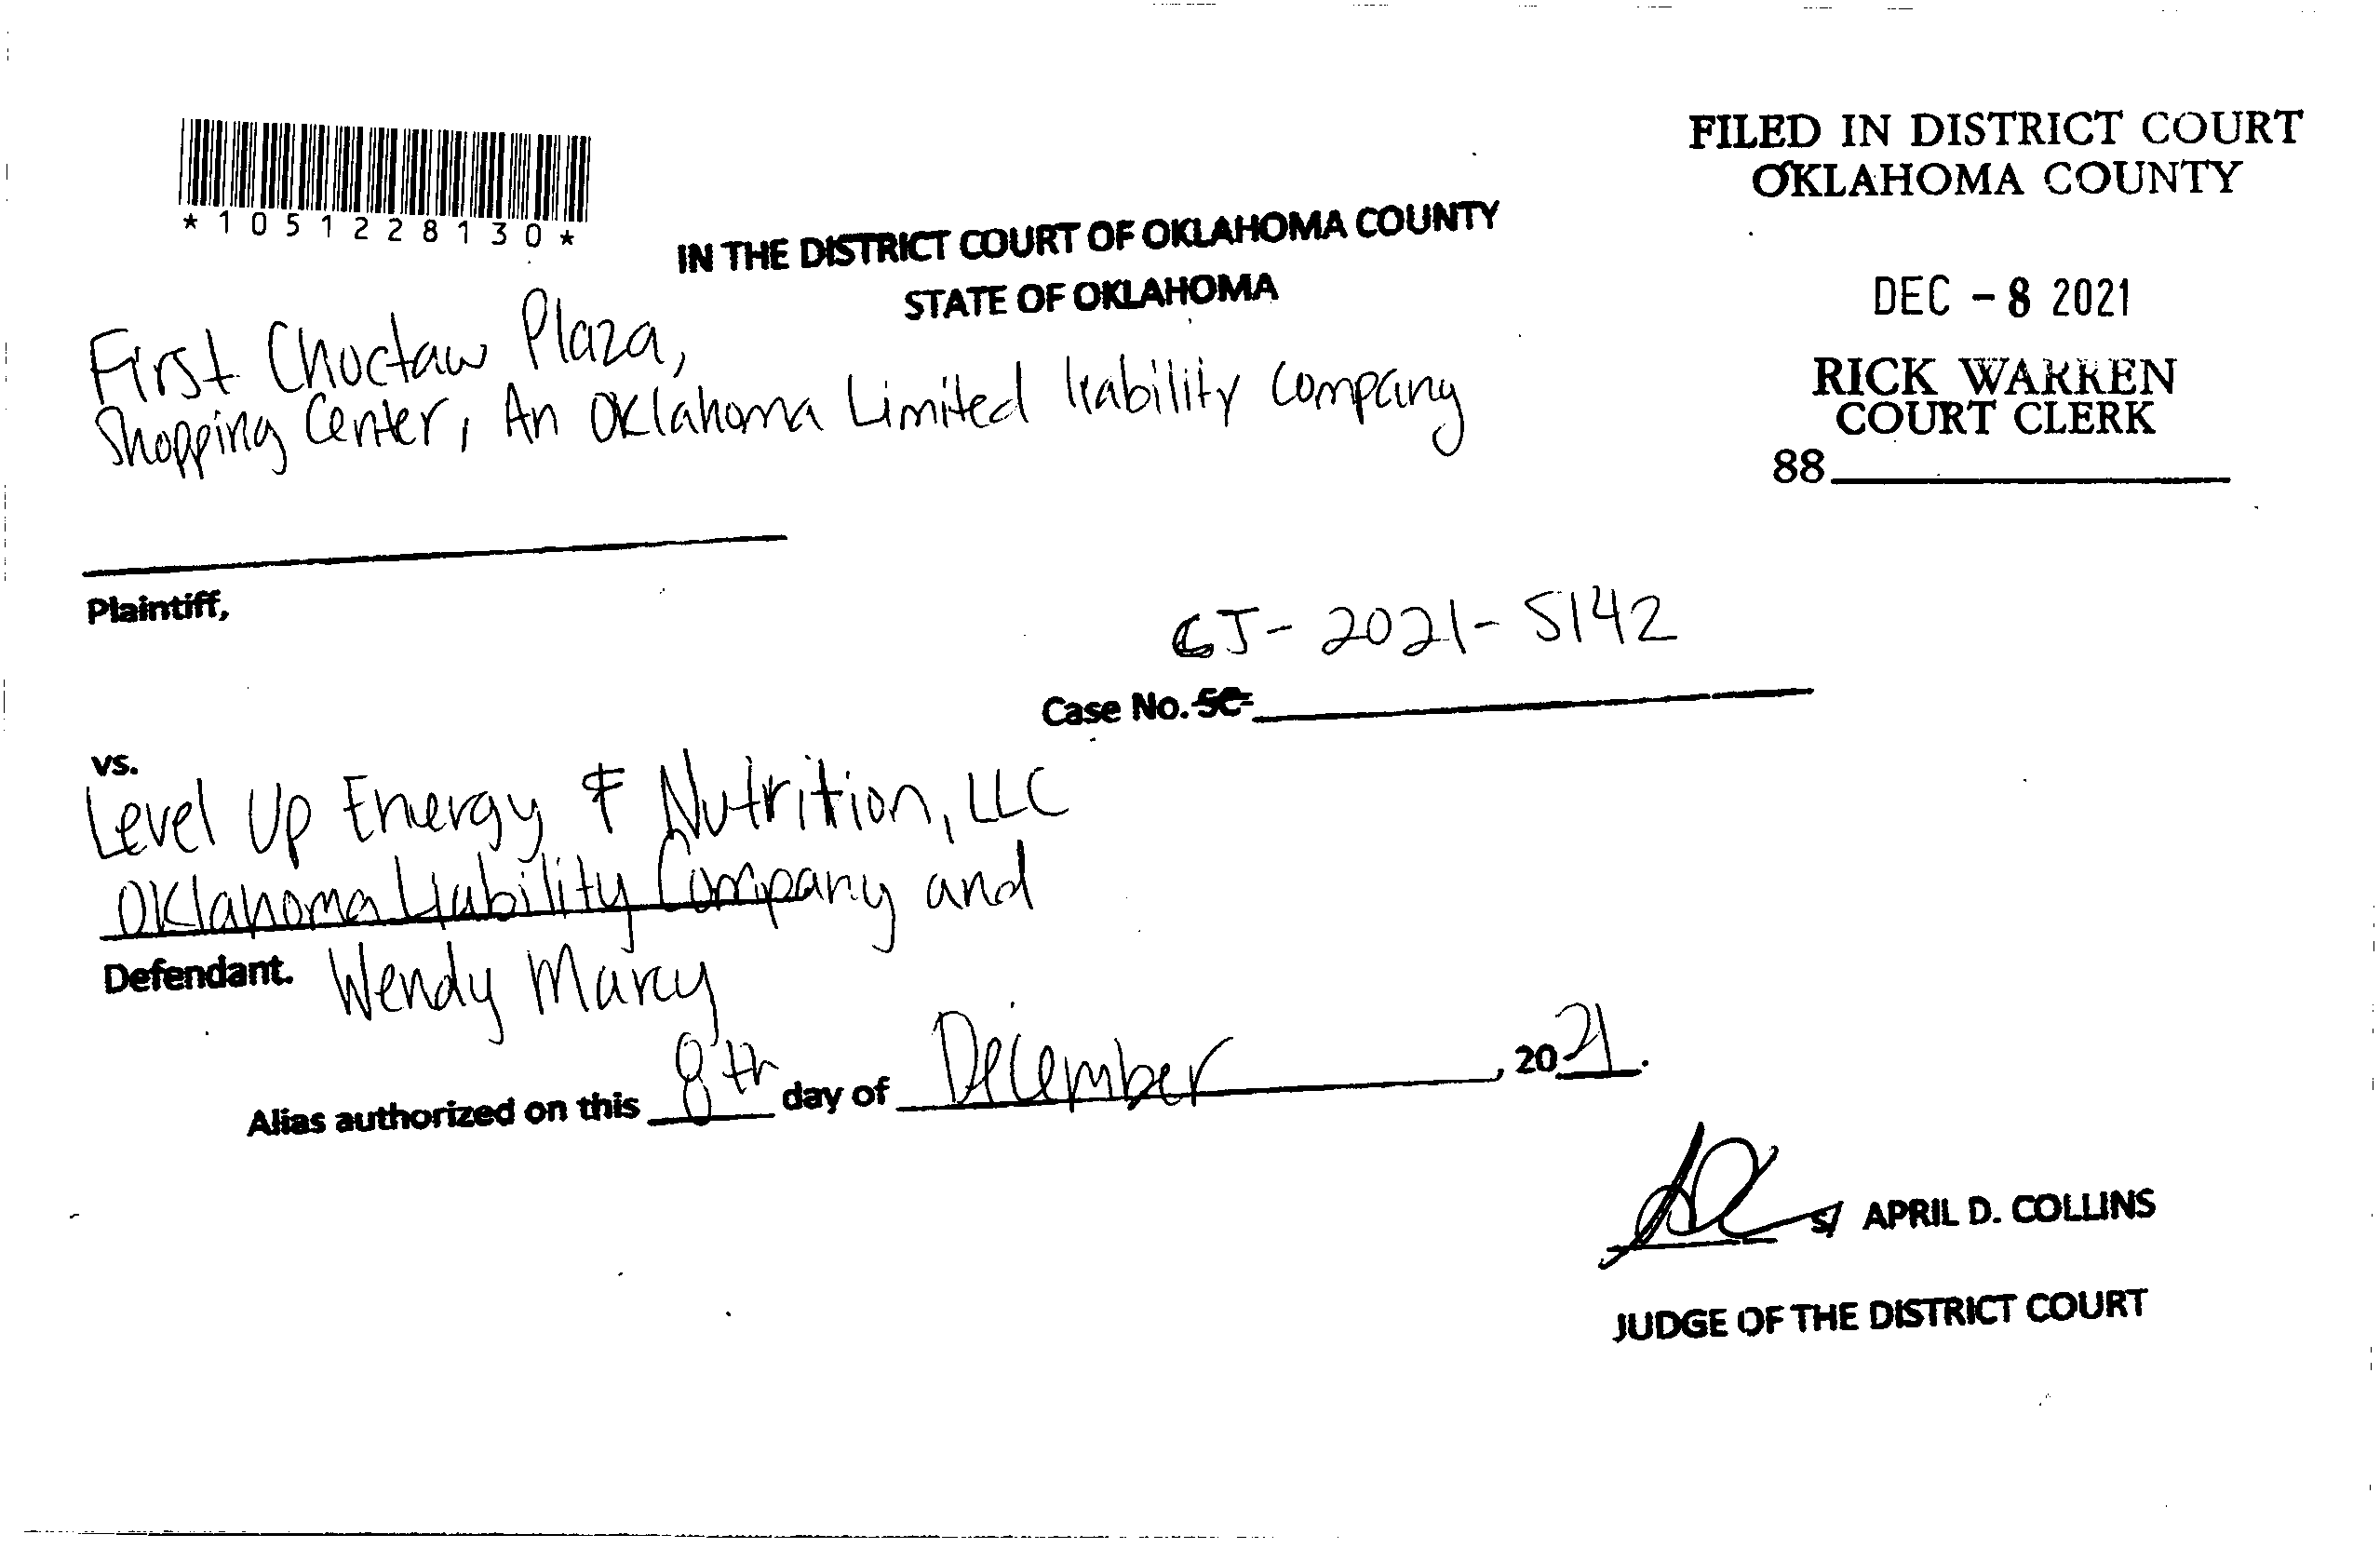 FILED IN DISTRICT COURT
OKLAHOMA COUNTY
*1051228130*
IN THE DISTRICT COURT OF OKLAHOMA COUNTY
STATE OF OKLAHOMA
DEC - 8 2021
RICK WARREN
COURT CLERK
88
First Choctaw Plaza,
Shopping Center, An Oklahoma Limited liability company
Plaintiff,
CJ- 2021- 5142
Case No. SC-
vs.
Level Up Energy & Nutrition, LLC
Oklahoma Liability Company and
Defendant. Wendy Marcy
Alias authorized on this 8th day of December, 2021.
s/ APRIL D. COLLINS
JUDGE OF THE DISTRICT COURT